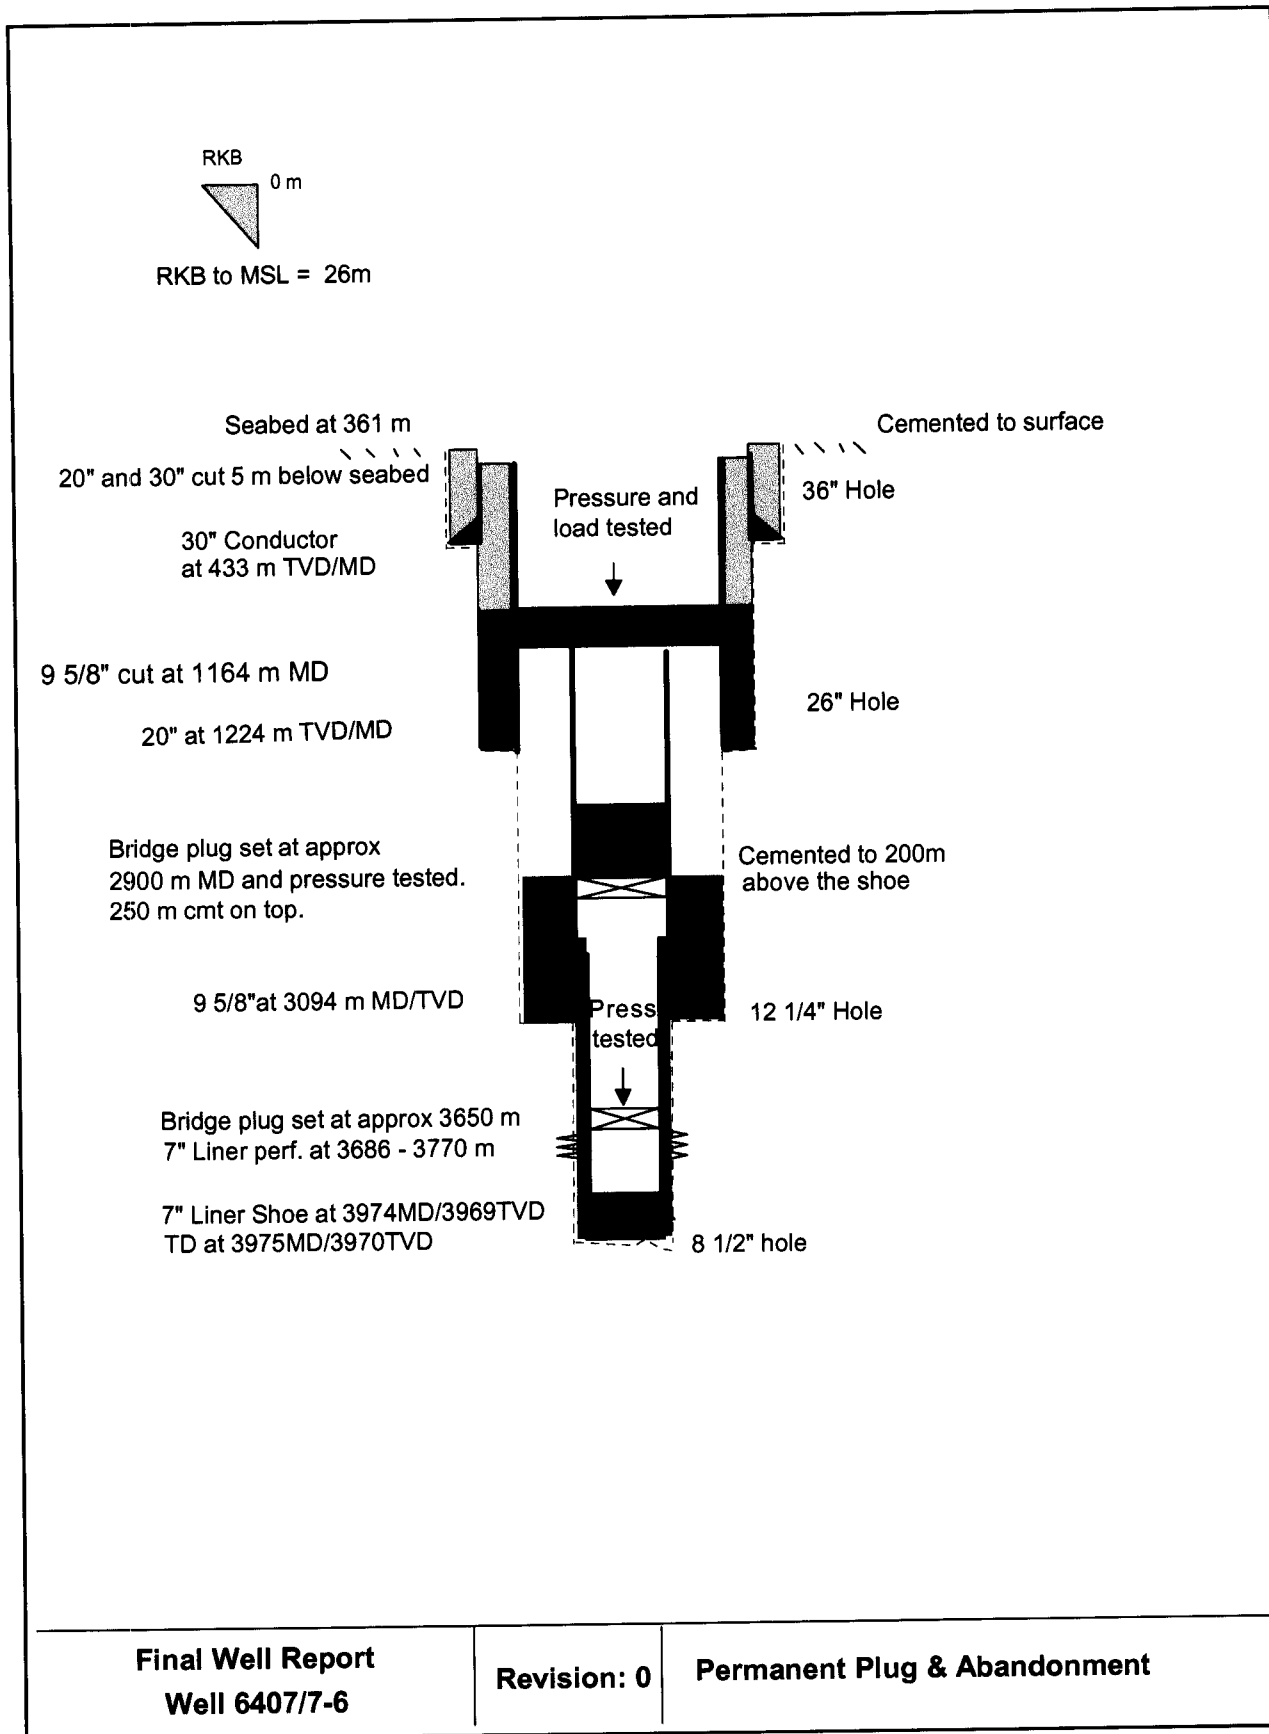 RKB
0 m
RKB to MSL = 26m
Seabed at 361 m
Cemented to surface
20" and 30" cut 5 m below seabed
36" Hole
Pressure and
load tested
30" Conductor
at 433 m TVD/MD
9 5/8" cut at 1164 m MD
26" Hole
20" at 1224 m TVD/MD
Bridge plug set at approx
2900 m MD and pressure tested.
250 m cmt on top.
Cemented to 200m
above the shoe
9 5/8"at 3094 m MD/TVD
Press
tested
12 1/4" Hole
Bridge plug set at approx 3650 m
7" Liner perf. at 3686 - 3770 m
7" Liner Shoe at 3974MD/3969TVD
TD at 3975MD/3970TVD
8 1/2" hole
Final Well Report
Well 6407/7-6
Revision: 0
Permanent Plug & Abandonment